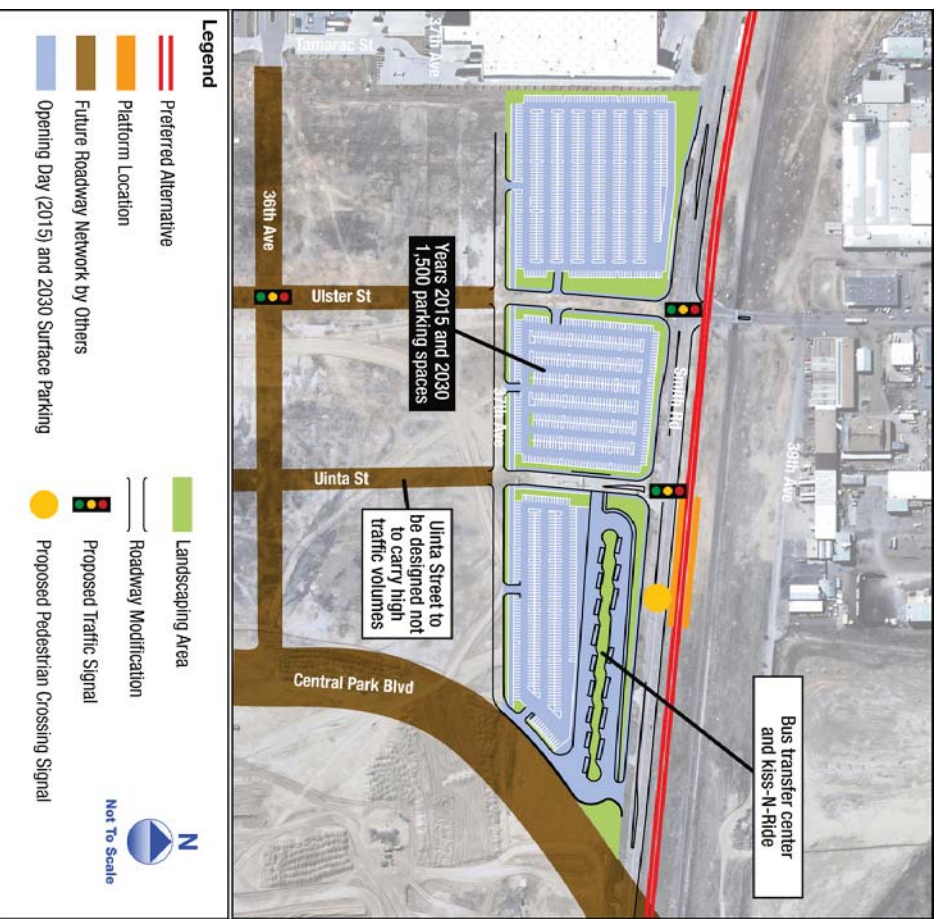 Tamarac St
37th Ave
39th Ave
Smith Rd
37th Ave
36th Ave
Ulster St
Uinta St
Central Park Blvd
Years 2015 and 2030
1,500 parking spaces
Uinta Street to
be designed not
to carry high
traffic volumes
Bus transfer center
and kiss-N-Ride
Legend
Preferred Alternative
Platform Location
Future Roadway Network by Others
Opening Day (2015) and 2030 Surface Parking
Landscaping Area
Roadway Modification
Proposed Traffic Signal
Proposed Pedestrian Crossing Signal
N
Not To Scale